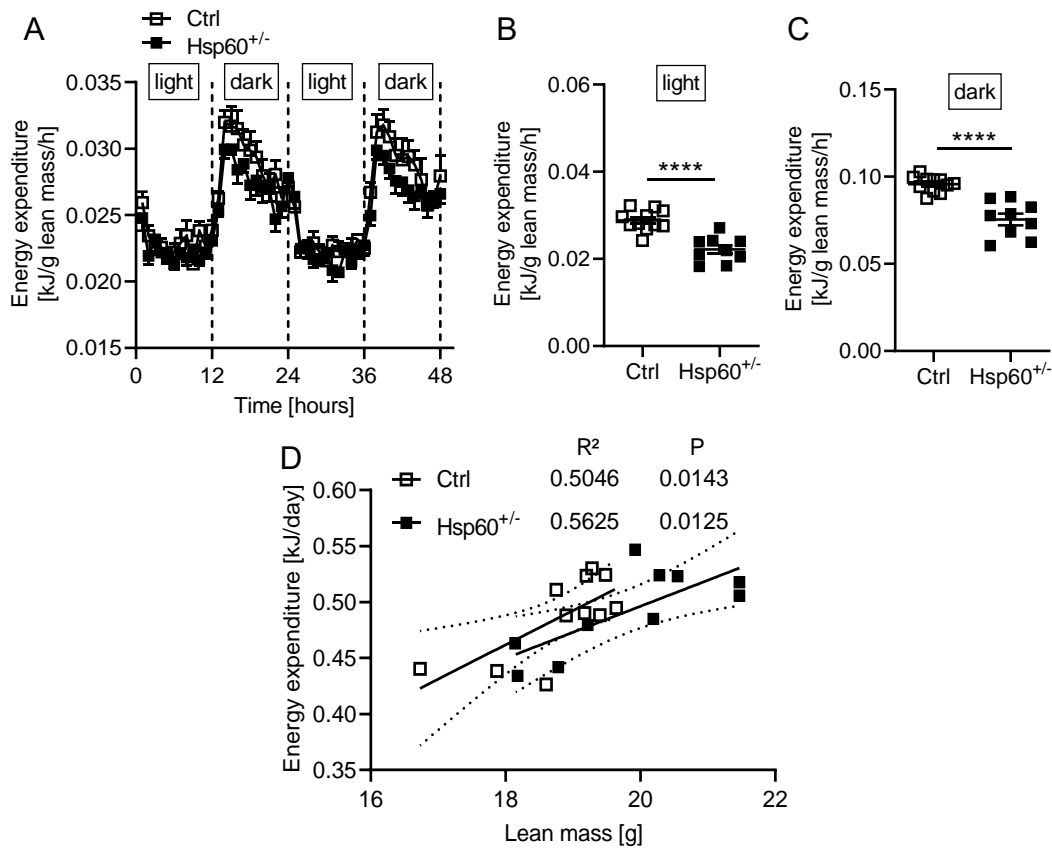 A
Ctrl
Hsp60+/-
light
dark
light
dark
Energy expenditure
[kJ/g lean mass/h]
0.035
0.030
0.025
0.020
0.015
0
12
24
36
48
Time [hours]
B
light
****
Energy expenditure
[kJ/g lean mass/h]
0.06
0.04
0.02
0.00
Ctrl
Hsp60+/-
C
dark
****
Energy expenditure
[kJ/g lean mass/h]
0.15
0.10
0.05
0.00
Ctrl
Hsp60+/-
D
R² P
Ctrl 0.5046 0.0143
Hsp60+/- 0.5625 0.0125
Energy expenditure [kJ/day]
0.60
0.55
0.50
0.45
0.40
0.35
16
18
20
22
Lean mass [g]